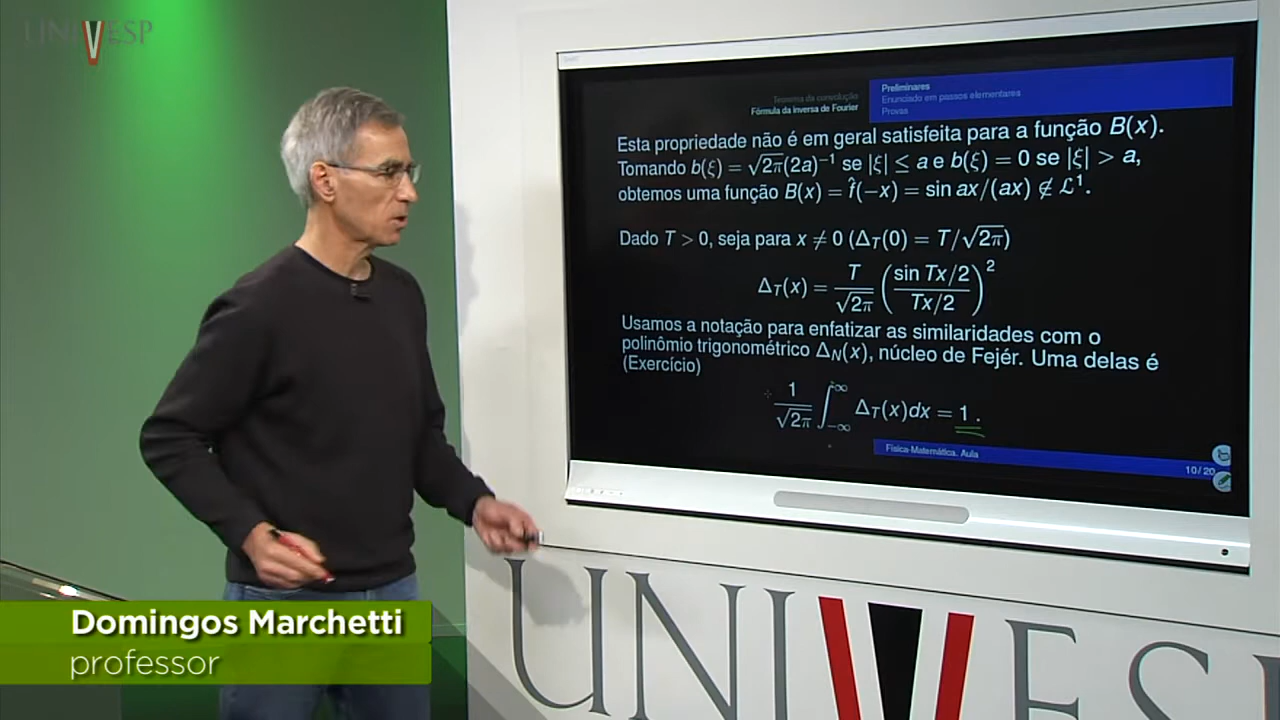 UNIVESP
Teorema da convolução
Fórmula da inversa de Fourier
Preliminares
Enunciado em passos elementares
Provas
Esta propriedade não é em geral satisfeita para a função B(x).
Tomando b(ξ) = √2π(2a)⁻¹ se |ξ| ≤ a e b(ξ) = 0 se |ξ| > a,
obtemos uma função B(x) = f̂(−x) = sin ax/(ax) ∉ ℒ¹.
Dado T > 0, seja para x ≠ 0 (Δ_T(0) = T/√2π)
Δ_T(x) = T/√2π (sin Tx/2 / Tx/2)²
Usamos a notação para enfatizar as similaridades com o
polinômio trigonométrico Δ_N(x), núcleo de Fejér. Uma delas é
(Exercício)
1/√2π ∫_{−∞}^{+∞} Δ_T(x)dx = 1 .
Física-Matemática. Aula
10/20
Domingos Marchetti
professor
UNIVES